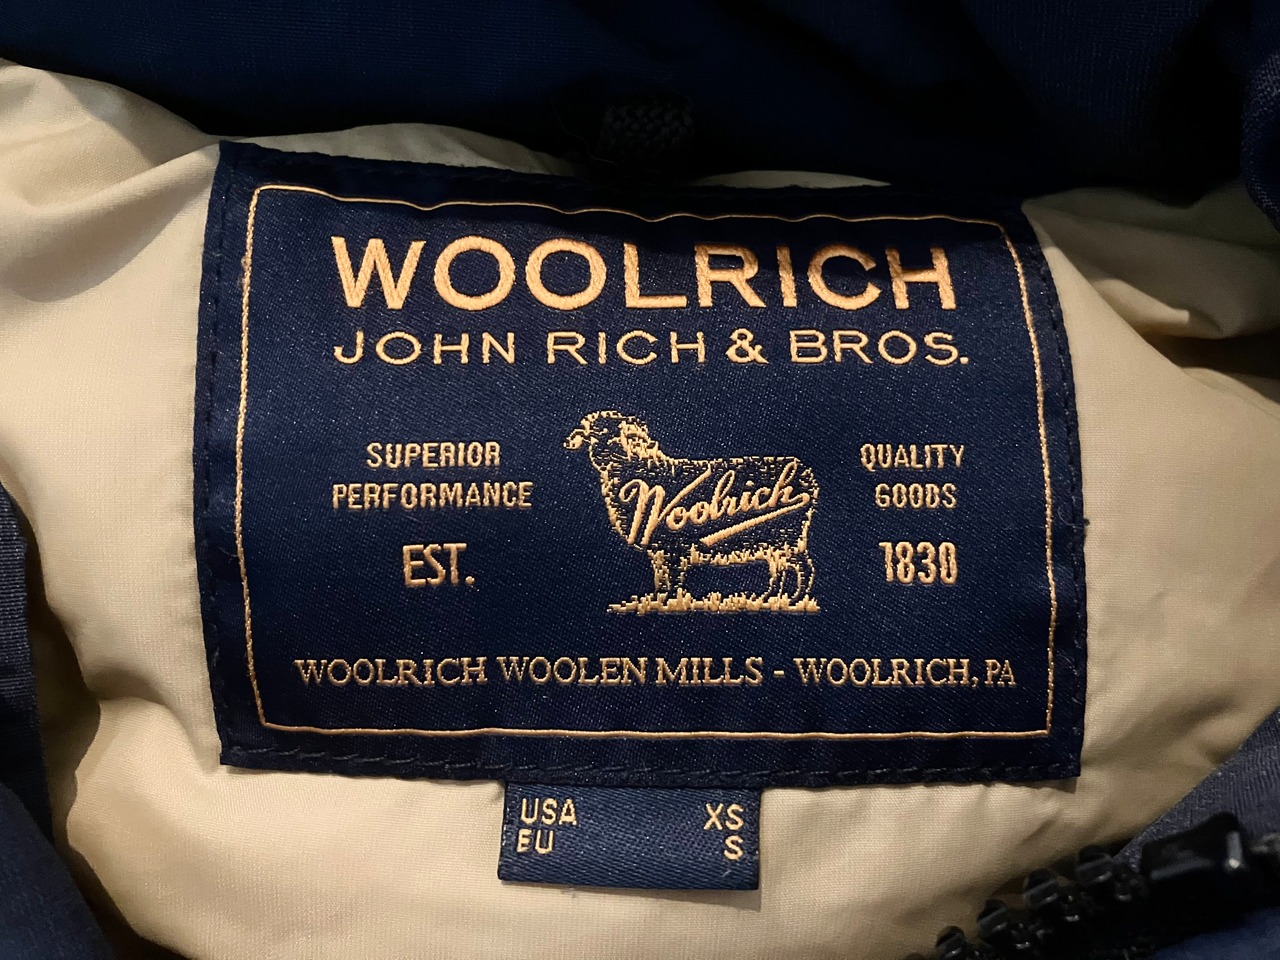 WOOLRICH
JOHN RICH & BROS.
SUPERIOR
PERFORMANCE
EST.
Woolrich
QUALITY
GOODS
1830
WOOLRICH WOOLEN MILLS - WOOLRICH, PA
USA XS
EU S